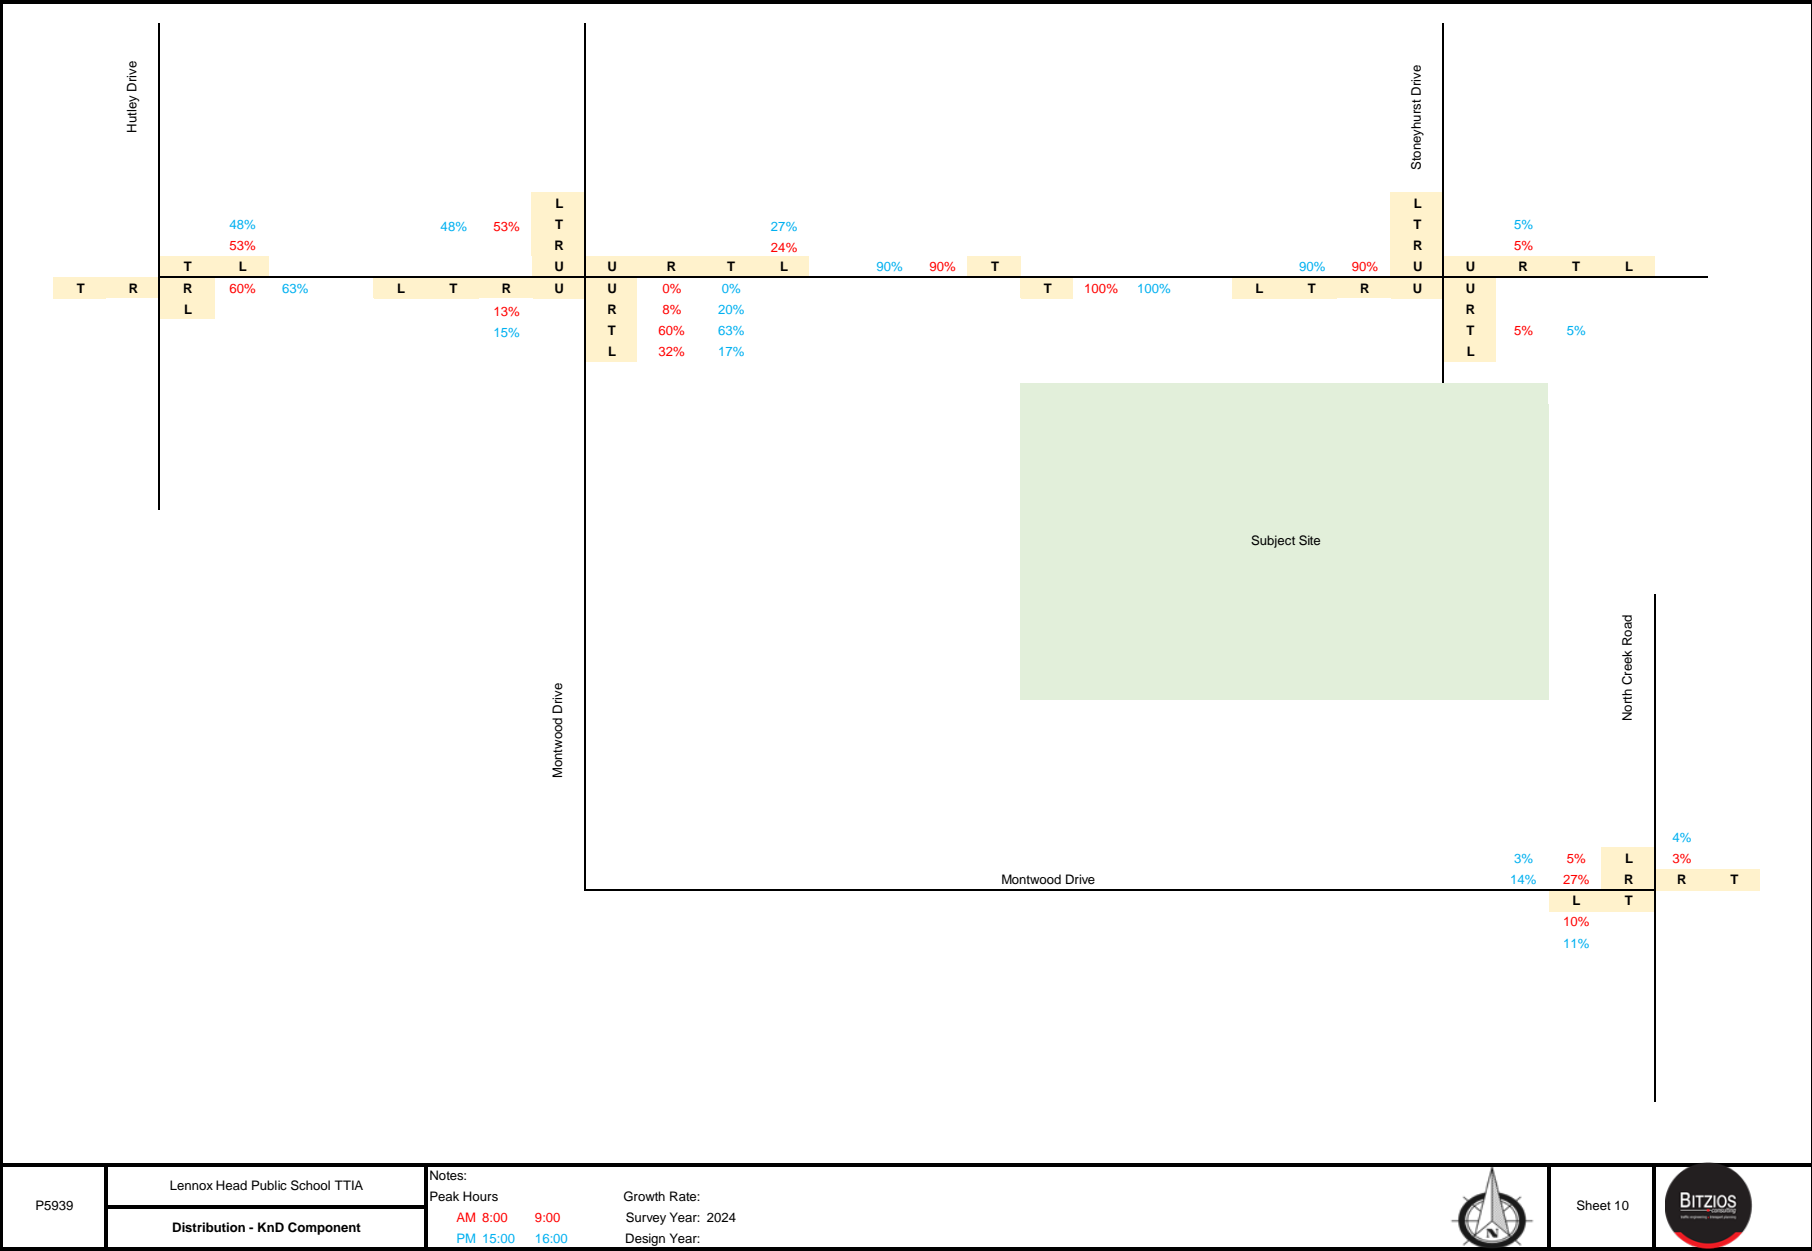 Hutley Drive
Stoneyhurst Drive
L
L
48%
48% 53%
T
27%
T
5%
53%
R
24%
R
5%
T L
U
U R T L
90% 90% T
90% 90%
U
U R T L
T R
R 60% 63%
L T R U
U 0% 0%
T 100% 100%
L T R U
U
L
13%
R 8% 20%
R
15%
T 60% 63%
T 5% 5%
L 32% 17%
L
Subject Site
North Creek Road
Montwood Drive
4%
3% 5% L 3%
Montwood Drive
14% 27% R R T
L T
10%
11%
P5939
Lennox Head Public School TTIA
Distribution - KnD Component
Notes:
Peak Hours
Growth Rate:
AM 8:00 9:00
Survey Year: 2024
PM 15:00 16:00
Design Year:
N
Sheet 10
BITZIOS
consulting